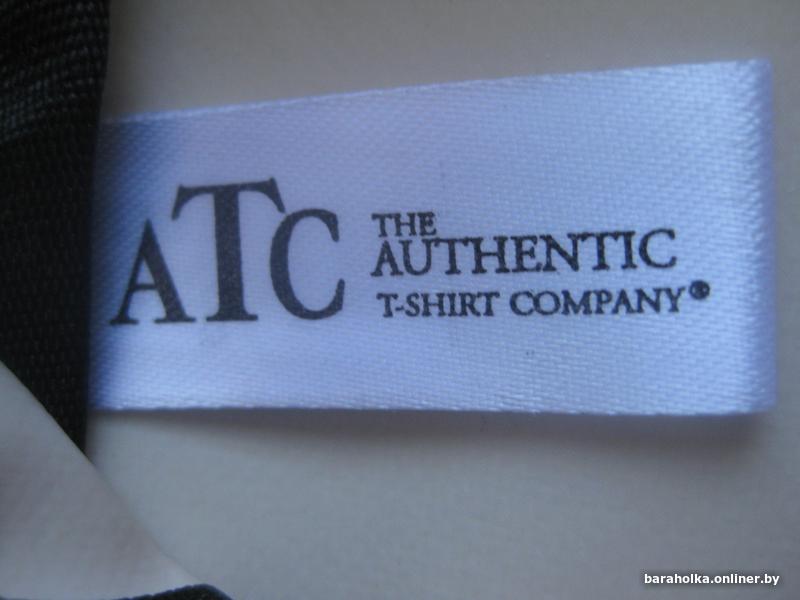 ATC
THE
AUTHENTIC
T-SHIRT COMPANY®
baraholka.onliner.by